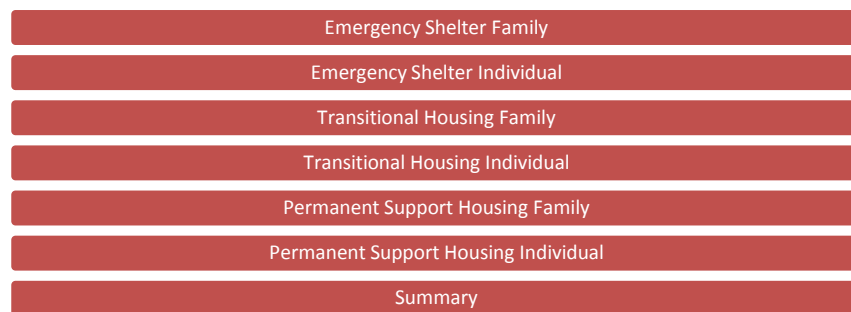 Emergency Shelter Family
Emergency Shelter Individual
Transitional Housing Family
Transitional Housing Individual
Permanent Support Housing Family
Permanent Support Housing Individual
Summary